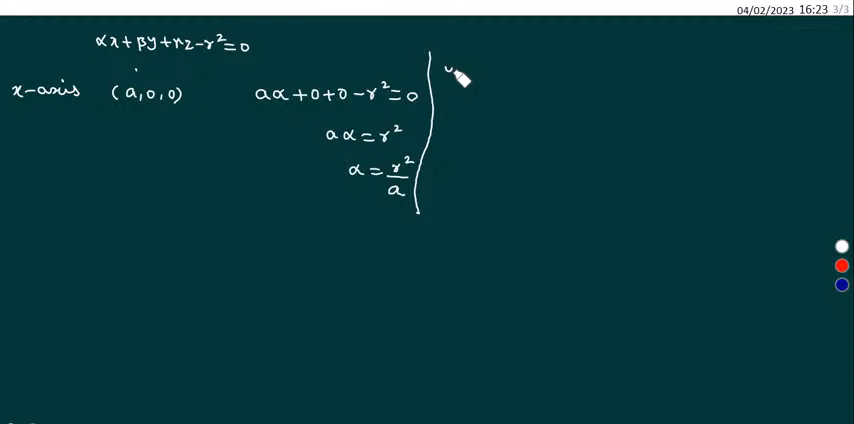 04/02/2023 16:23 3/3
αx + βy + γz - r² = 0
x-axis (a, 0, 0) aα + 0 + 0 - r² = 0
aα = r²
α = r²/a